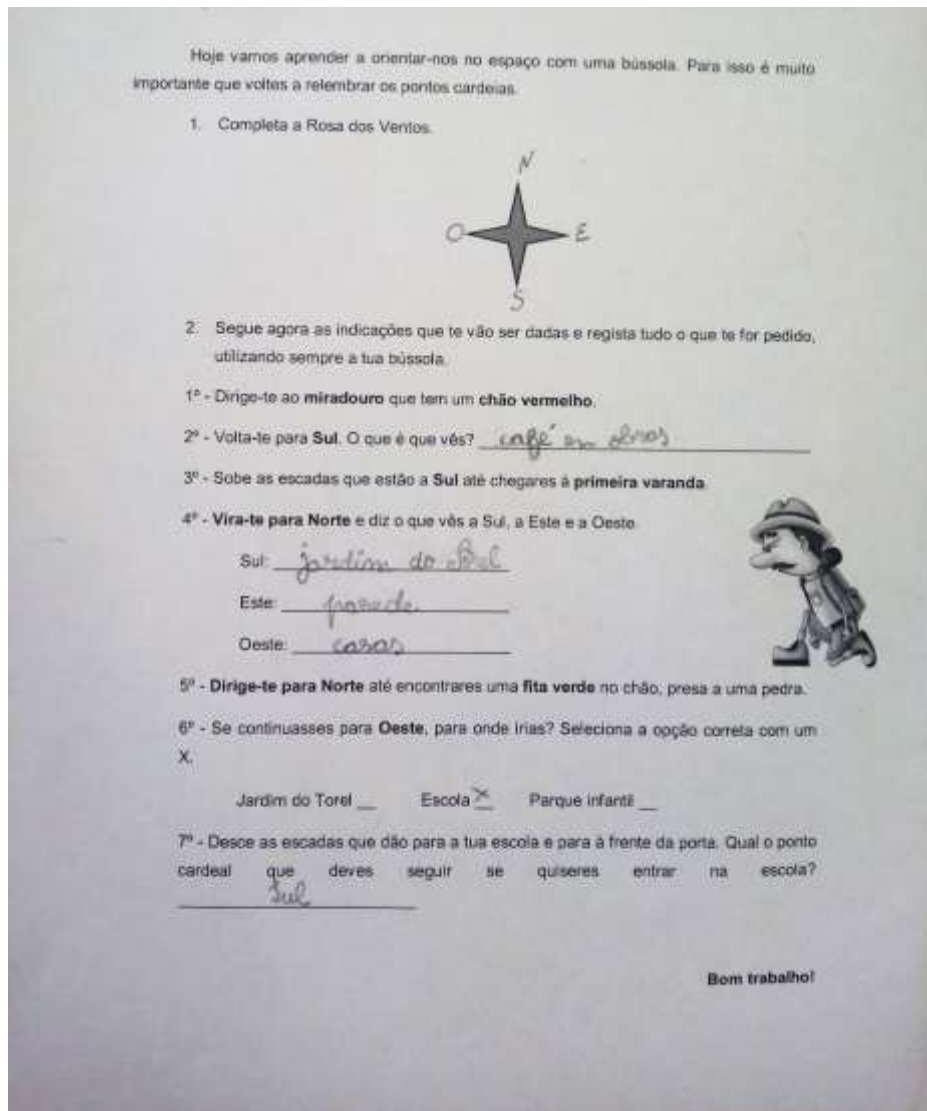 Hoje vamos aprender a orientar-nos no espaço com uma bússola. Para isso é muito
importante que voltes a relembrar os pontos cardeias.
1. Completa a Rosa dos Ventos.
N
O E
S
2. Segue agora as indicações que te vão ser dadas e regista tudo o que te for pedido,
utilizando sempre a tua bússola.
1º - Dirige-te ao miradouro que tem um chão vermelho.
2º - Volta-te para Sul. O que é que vês? café em obras
3º - Sobe as escadas que estão a Sul até chegares à primeira varanda.
4º - Vira-te para Norte e diz o que vês a Sul, a Este e a Oeste.
Sul: jardim do
Este: parede
Oeste: casas
5º - Dirige-te para Norte até encontrares uma fita verde no chão, presa a uma pedra.
6º - Se continuasses para Oeste, para onde irias? Seleciona a opção correta com um
X.
Jardim do Torel __ Escola X Parque infantil __
7º - Desce as escadas que dão para a tua escola e para à frente da porta. Qual o ponto
cardeal que deves seguir se quiseres entrar na escola?
Sul
Bom trabalho!